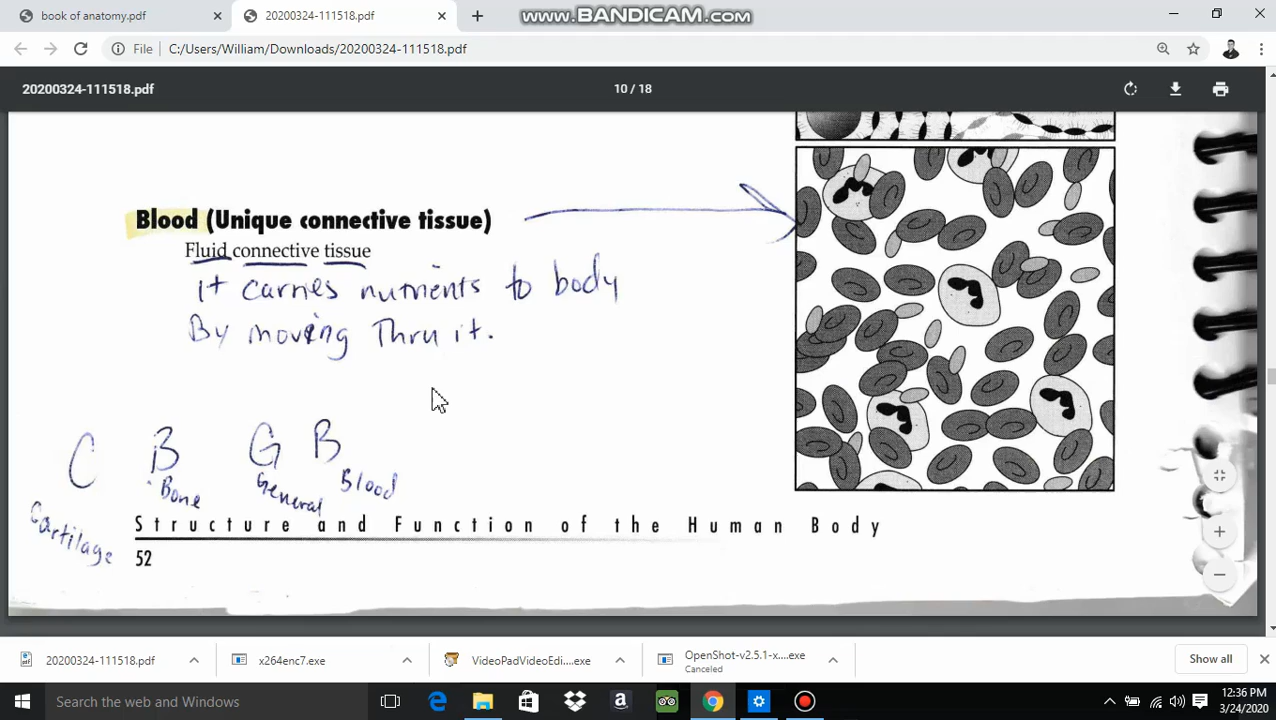 book of anatomy.pdf
20200324-111518.pdf
www.BANDICAM.com
File
C:/Users/William/Downloads/20200324-111518.pdf
20200324-111518.pdf
10 / 18
Blood (Unique connective tissue)
Fluid connective tissue
it carries nutrients to body
By moving Thru it.
C B G B
Cartilage Bone General Blood
Structure and Function of the Human Body
52
20200324-111518.pdf
x264enc7.exe
VideoPadVideoEdi....exe
OpenShot-v2.5.1-x....exe
Canceled
Show all
Search the web and Windows
12:36 PM
3/24/2020